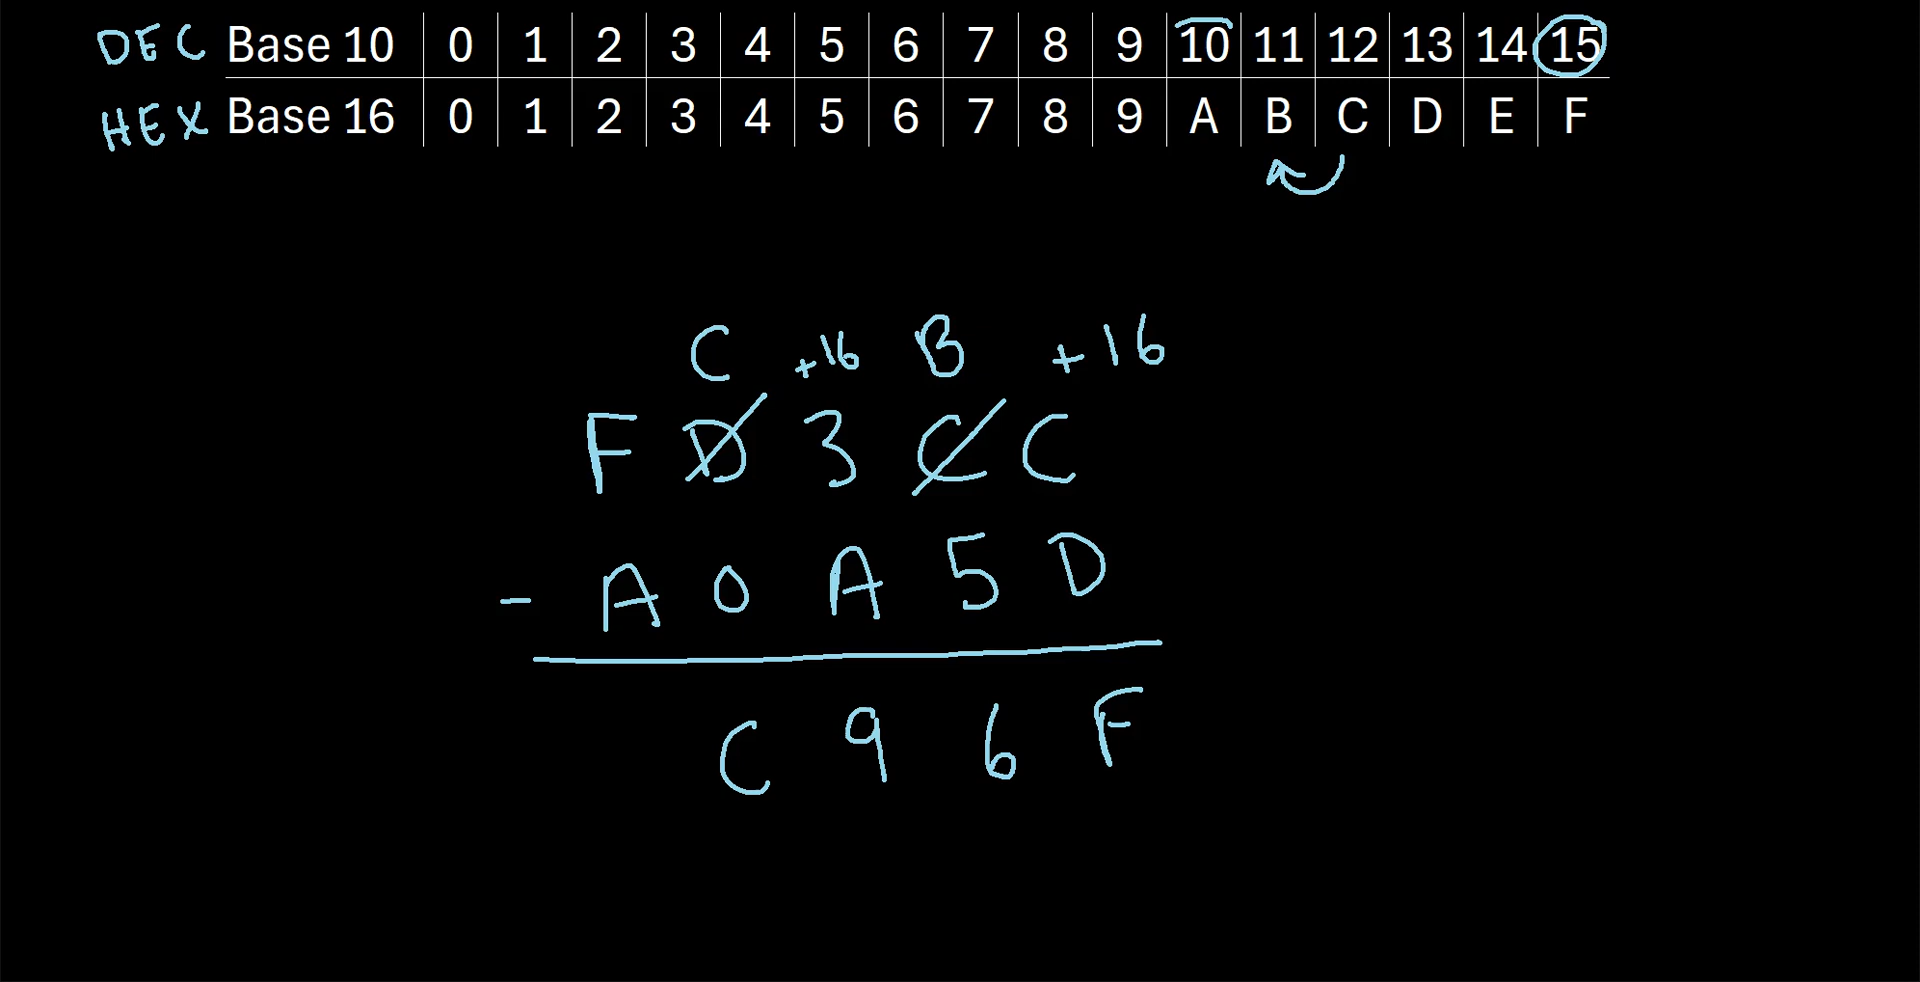 DEC Base 10 0 1 2 3 4 5 6 7 8 9 10 11 12 13 14 15
HEX Base 16 0 1 2 3 4 5 6 7 8 9 A B C D E F
C +16 B +16
F D 3 C C
- A 0 A 5 D
C 9 6 F